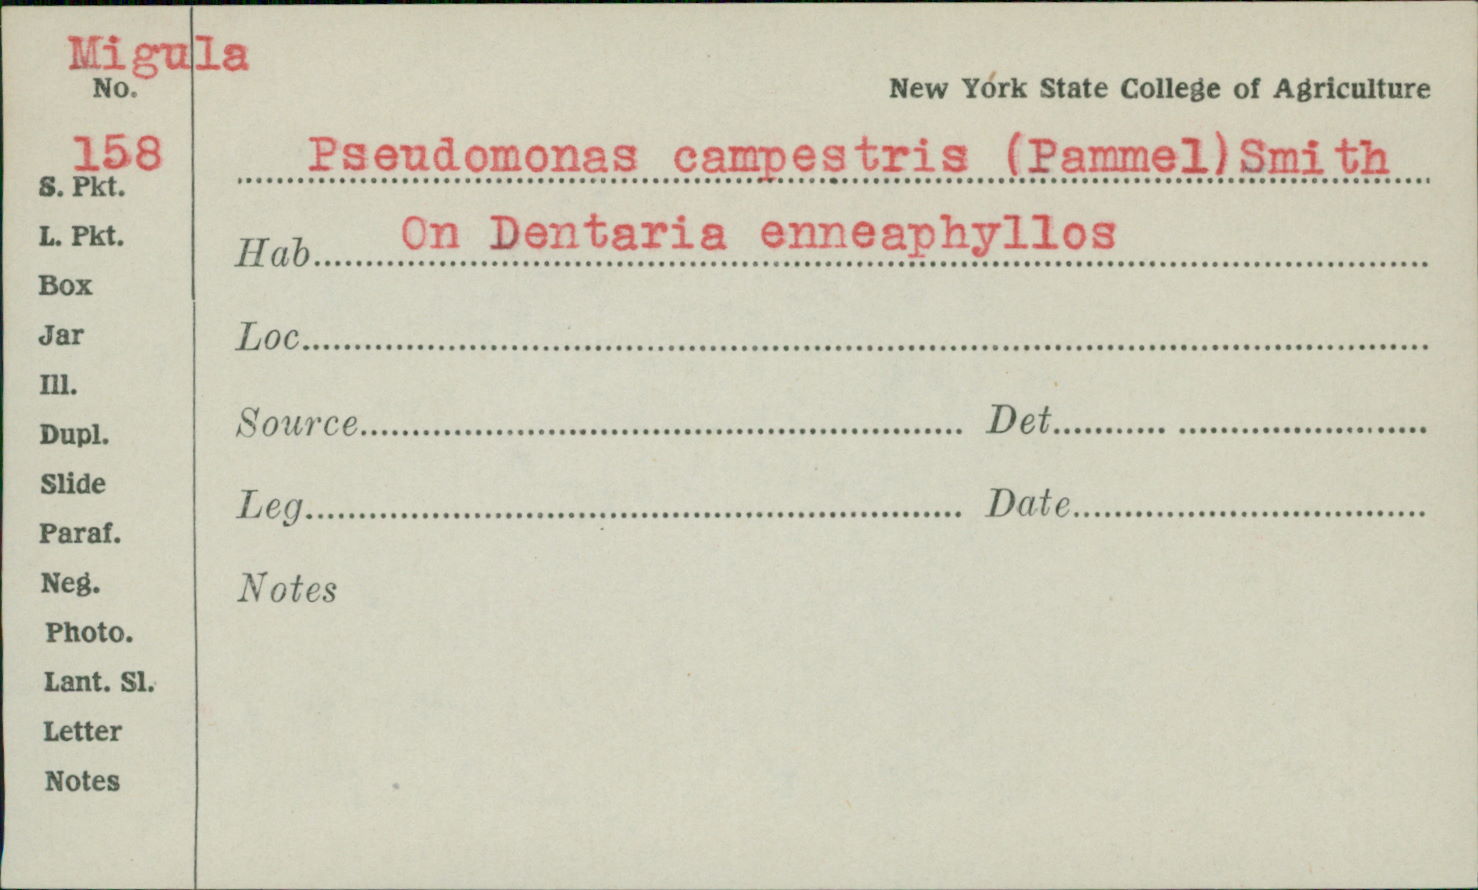 Migula
No.
New York State College of Agriculture
158
Pseudomonas campestris (Pammel)Smith
S. Pkt.
L. Pkt.
Hab On Dentaria enneaphyllos
Box
Jar
Loc
Ill.
Dupl.
Source Det
Slide
Leg Date
Paraf.
Neg.
Notes
Photo.
Lant. Sl.
Letter
Notes